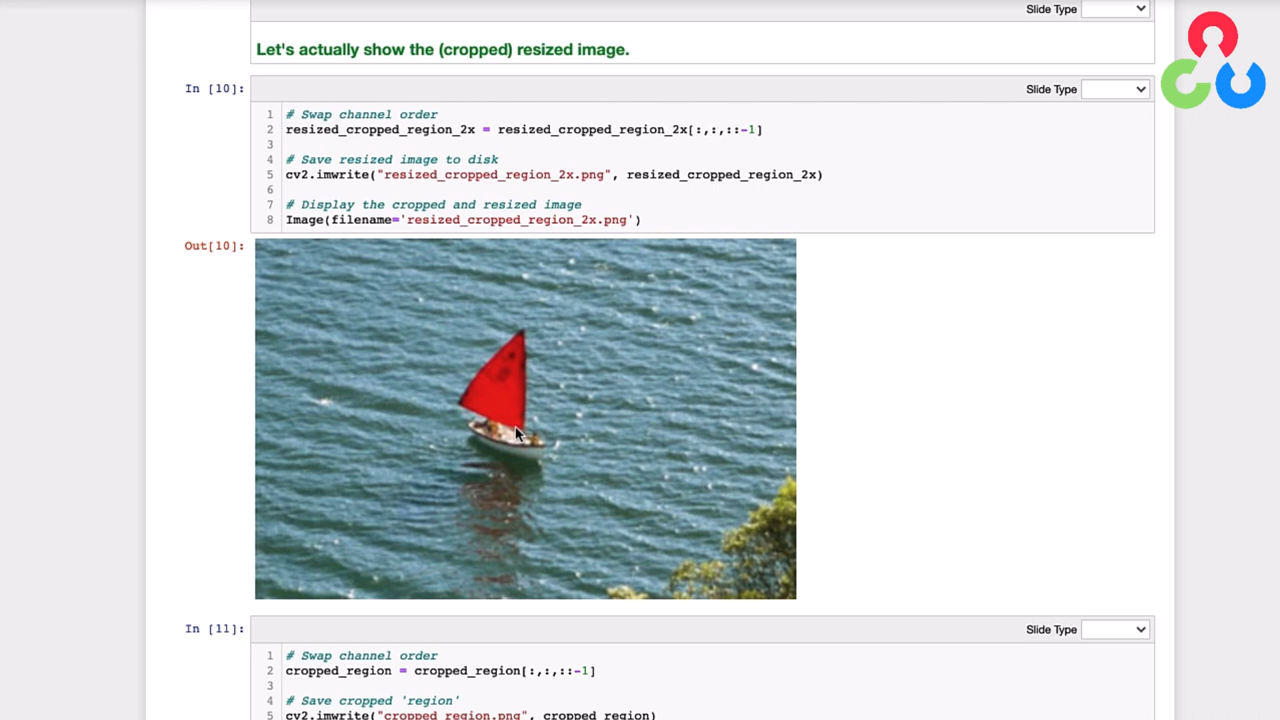 Slide Type
Let's actually show the (cropped) resized image.
In [10]:
Slide Type
1 # Swap channel order
2 resized_cropped_region_2x = resized_cropped_region_2x[:,:,::-1]
3
4 # Save resized image to disk
5 cv2.imwrite("resized_cropped_region_2x.png", resized_cropped_region_2x)
6
7 # Display the cropped and resized image
8 Image(filename='resized_cropped_region_2x.png')
Out[10]:
In [11]:
Slide Type
1 # Swap channel order
2 cropped_region = cropped_region[:,:,::-1]
3
4 # Save cropped 'region'
5 cv2.imwrite("cropped_region.png", cropped_region)